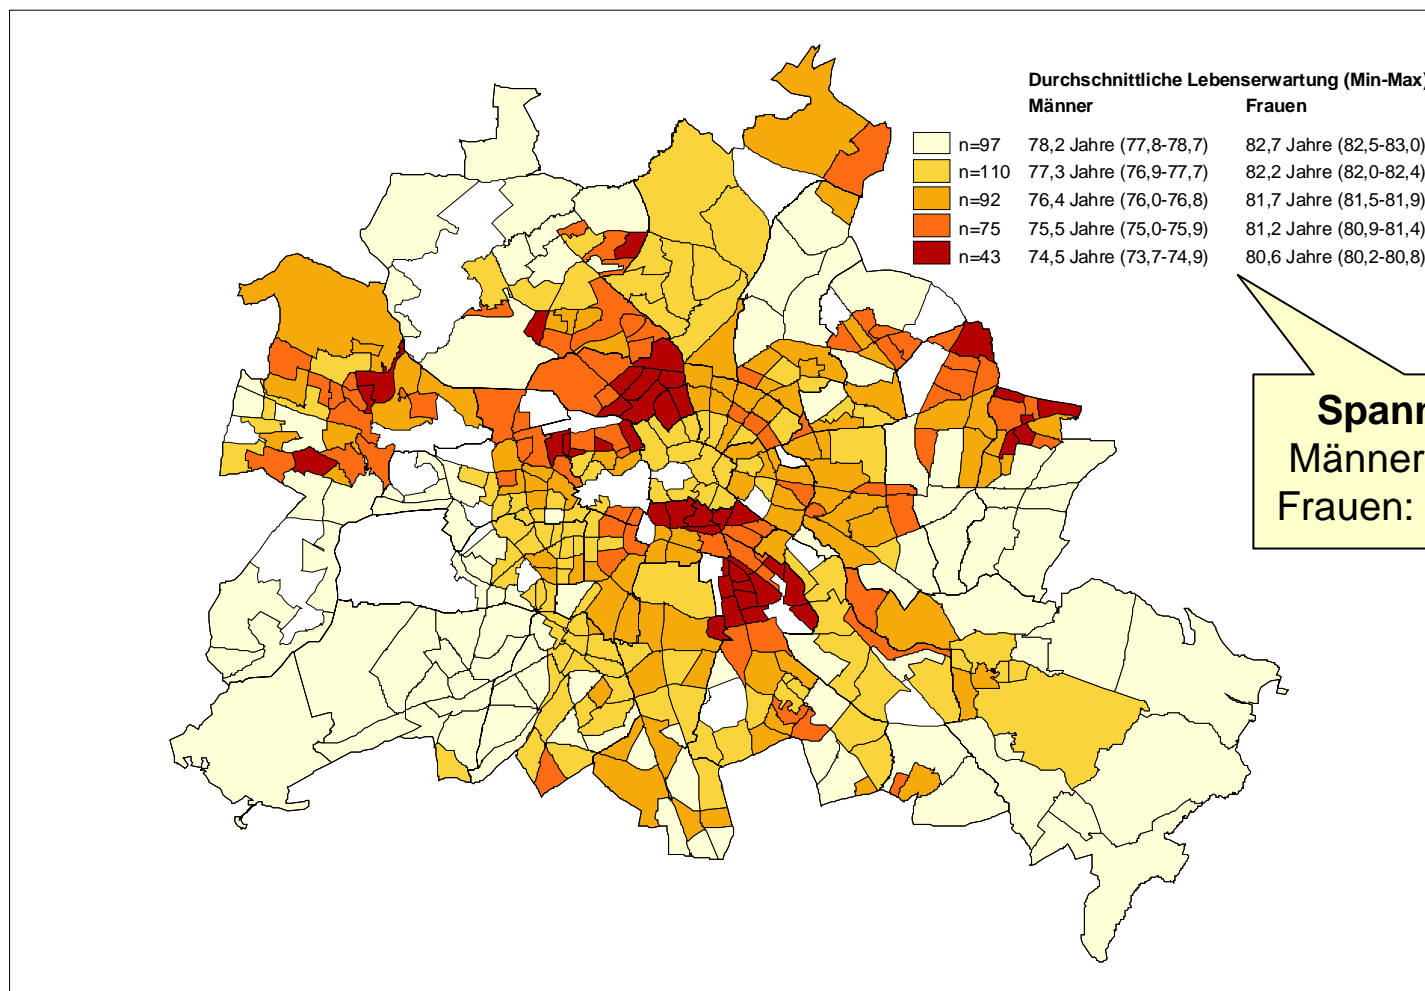 Durchschnittliche Lebenserwartung (Min-Max)
Männer Frauen
n=97 78,2 Jahre (77,8-78,7) 82,7 Jahre (82,5-83,0)
n=110 77,3 Jahre (76,9-77,7) 82,2 Jahre (82,0-82,4)
n=92 76,4 Jahre (76,0-76,8) 81,7 Jahre (81,5-81,9)
n=75 75,5 Jahre (75,0-75,9) 81,2 Jahre (80,9-81,4)
n=43 74,5 Jahre (73,7-74,9) 80,6 Jahre (80,2-80,8)
Männer
Frauen: